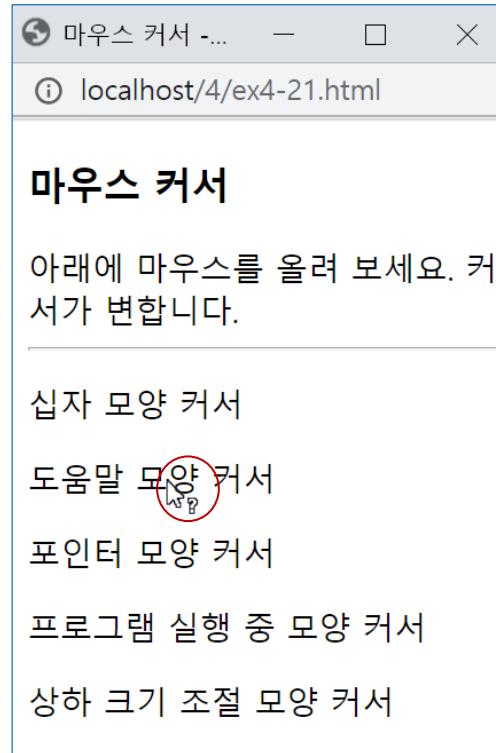 마우스 커서 -...
localhost/4/ex4-21.html
마우스 커서
아래에 마우스를 올려 보세요. 커
서가 변합니다.
십자 모양 커서
도움말 모양 커서
포인터 모양 커서
프로그램 실행 중 모양 커서
상하 크기 조절 모양 커서